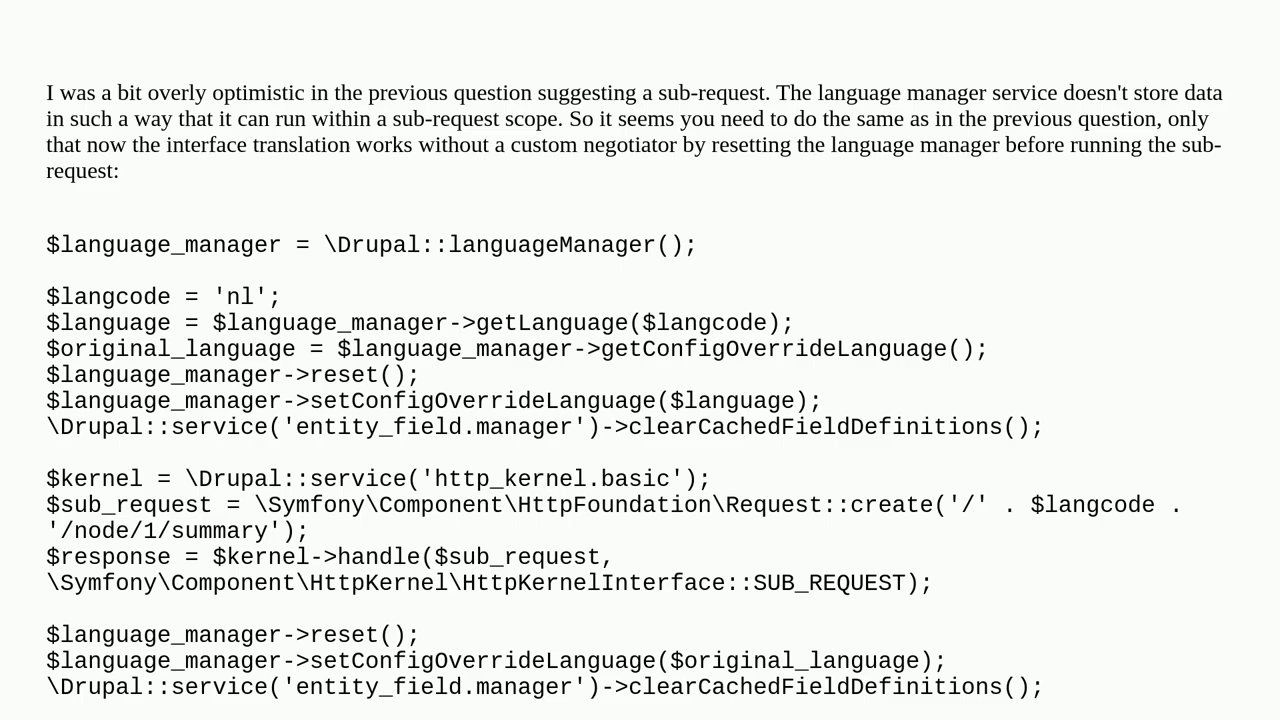 I was a bit overly optimistic in the previous question suggesting a sub-request. The language manager service doesn't store data
in such a way that it can run within a sub-request scope. So it seems you need to do the same as in the previous question, only
that now the interface translation works without a custom negotiator by resetting the language manager before running the sub-
request:
$language_manager = \Drupal::languageManager();
$langcode = 'nl';
$language = $language_manager->getLanguage($langcode);
$original_language = $language_manager->getConfigOverrideLanguage();
$language_manager->reset();
$language_manager->setConfigOverrideLanguage($language);
\Drupal::service('entity_field.manager')->clearCachedFieldDefinitions();
$kernel = \Drupal::service('http_kernel.basic');
$sub_request = \Symfony\Component\HttpFoundation\Request::create('/' . $langcode .
'/node/1/summary');
$response = $kernel->handle($sub_request,
\Symfony\Component\HttpKernel\HttpKernelInterface::SUB_REQUEST);
$language_manager->reset();
$language_manager->setConfigOverrideLanguage($original_language);
\Drupal::service('entity_field.manager')->clearCachedFieldDefinitions();